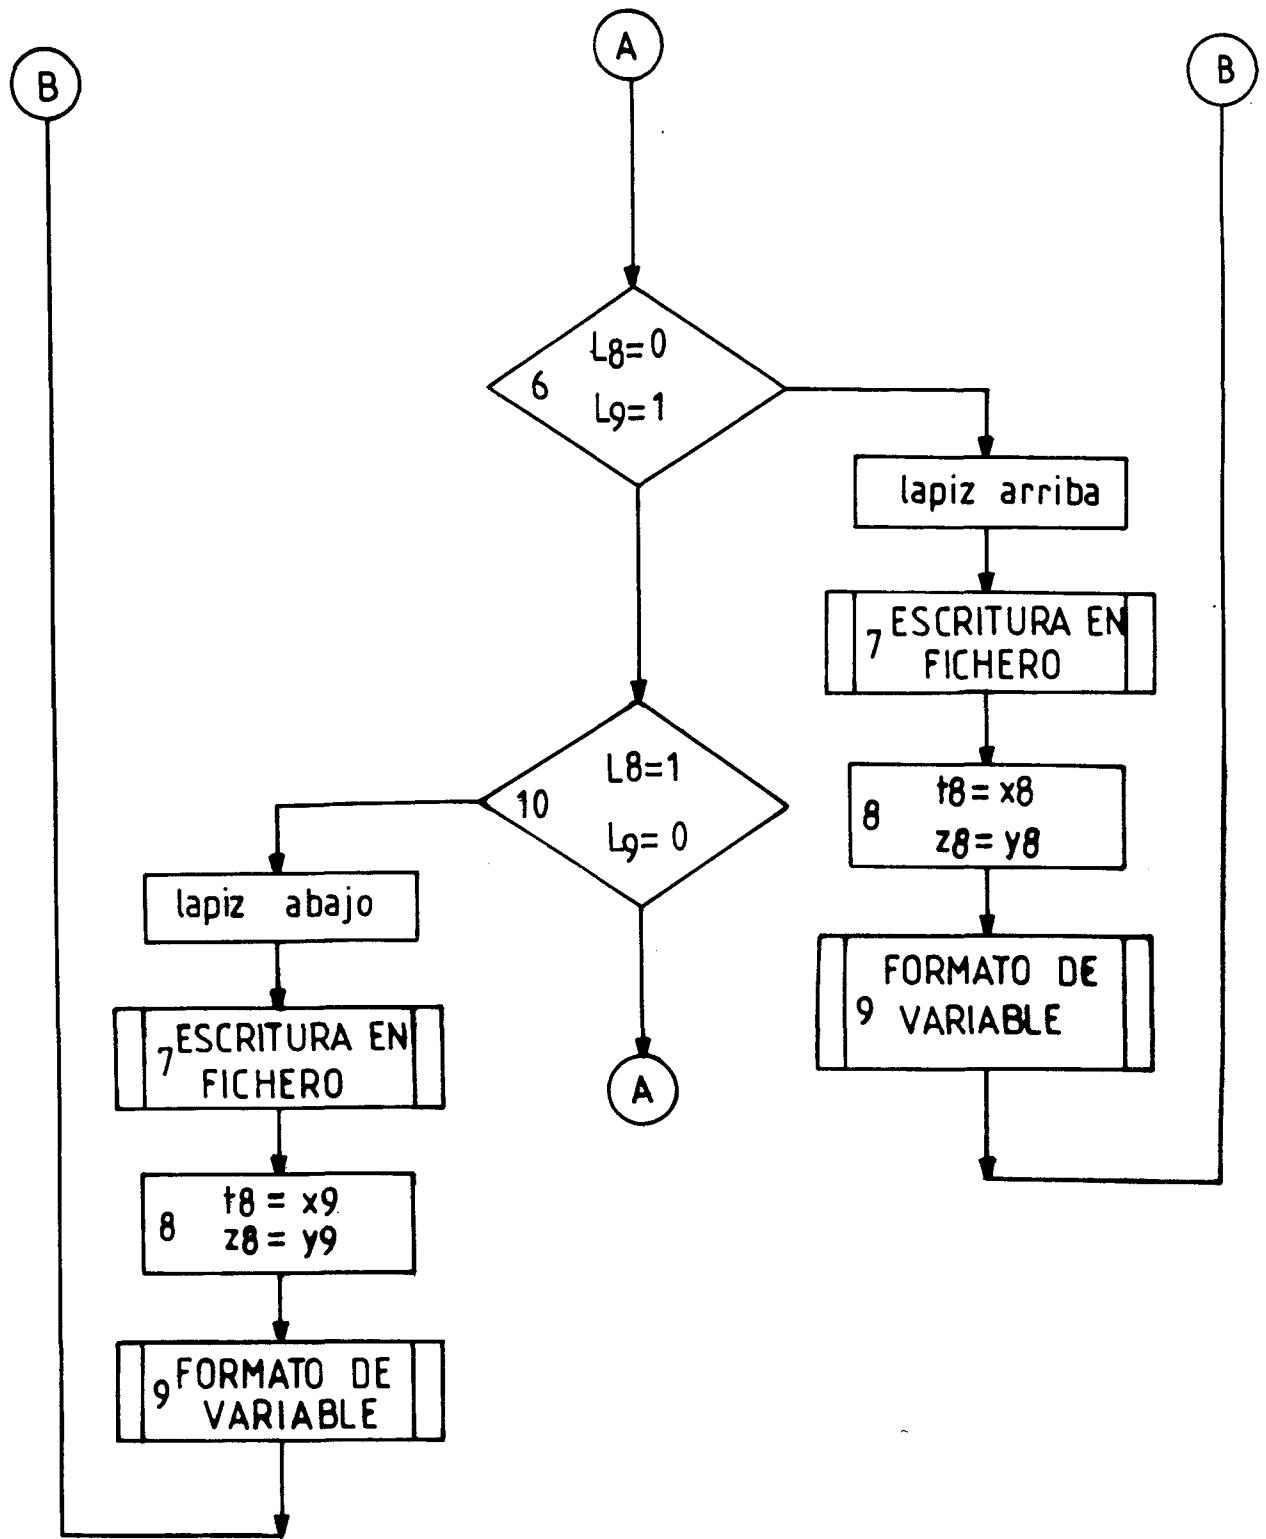 B
A
B
L8=0
6
L9=1
lapiz arriba
7 ESCRITURA EN
FICHERO
t8= x8
8
z8= y8
FORMATO DE
9 VARIABLE
L8=1
10
L9= 0
lapiz abajo
7 ESCRITURA EN
FICHERO
t8 = x9
8
z8= y9
9 FORMATO DE
VARIABLE
A